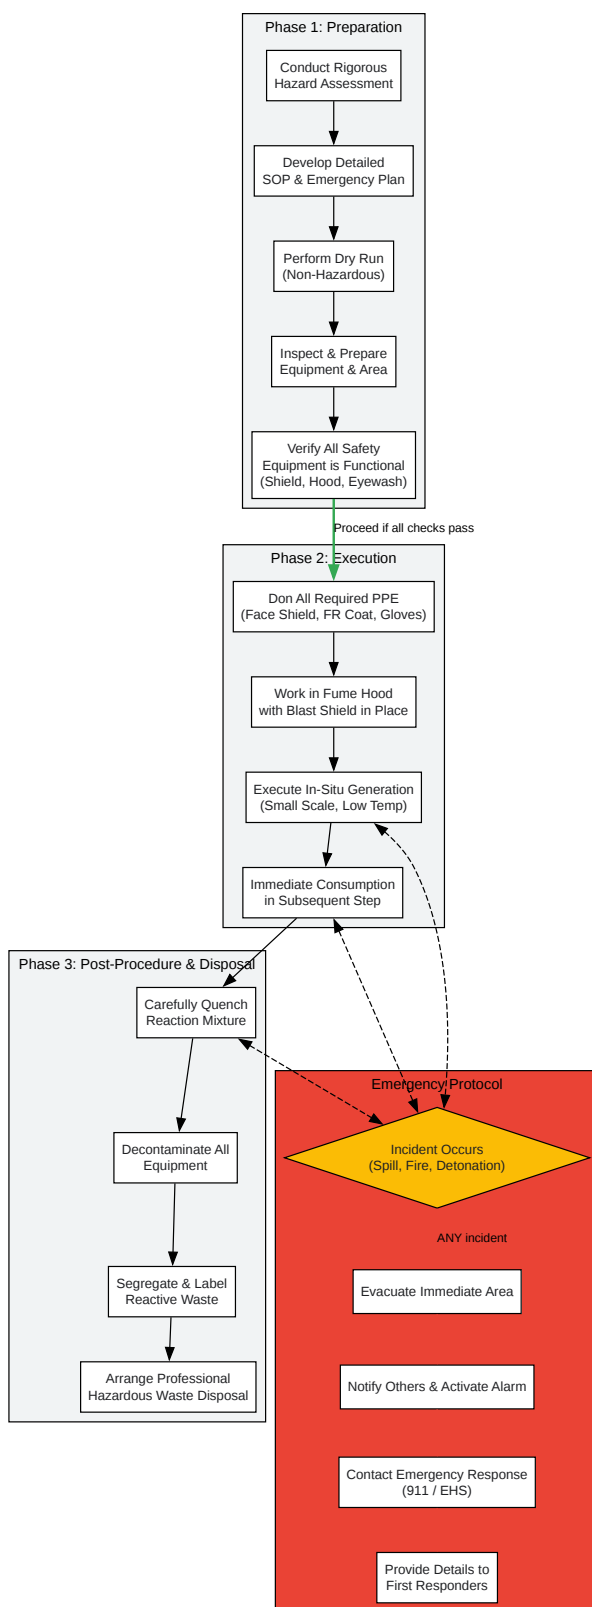 Phase 1: Preparation
Conduct Rigorous
Hazard Assessment
Develop Detailed
SOP & Emergency Plan
Perform Dry Run
(Non-Hazardous)
Inspect & Prepare
Equipment & Area
Verify All Safety
Equipment is Functional
(Shield, Hood, Eyewash)
Proceed if all checks pass
Phase 2: Execution
Don All Required PPE
(Face Shield, FR Coat, Gloves)
Work in Fume Hood
with Blast Shield in Place
Execute In-Situ Generation
(Small Scale, Low Temp)
Immediate Consumption
in Subsequent Step
Phase 3: Post-Procedure & Disposal
Carefully Quench
Reaction Mixture
Decontaminate All
Equipment
Segregate & Label
Reactive Waste
Arrange Professional
Hazardous Waste Disposal
Emergency Protocol
Incident Occurs
(Spill, Fire, Detonation)
ANY incident
Evacuate Immediate Area
Notify Others & Activate Alarm
Contact Emergency Response
(911 / EHS)
Provide Details to
First Responders